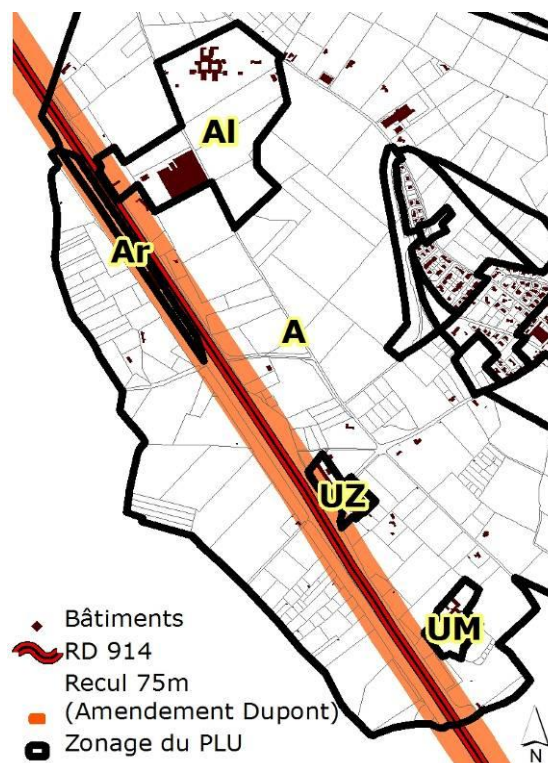 Al
Ar
A
UZ
UM
Bâtiments
RD 914
Recul 75m
(Amendement Dupont)
Zonage du PLU
N